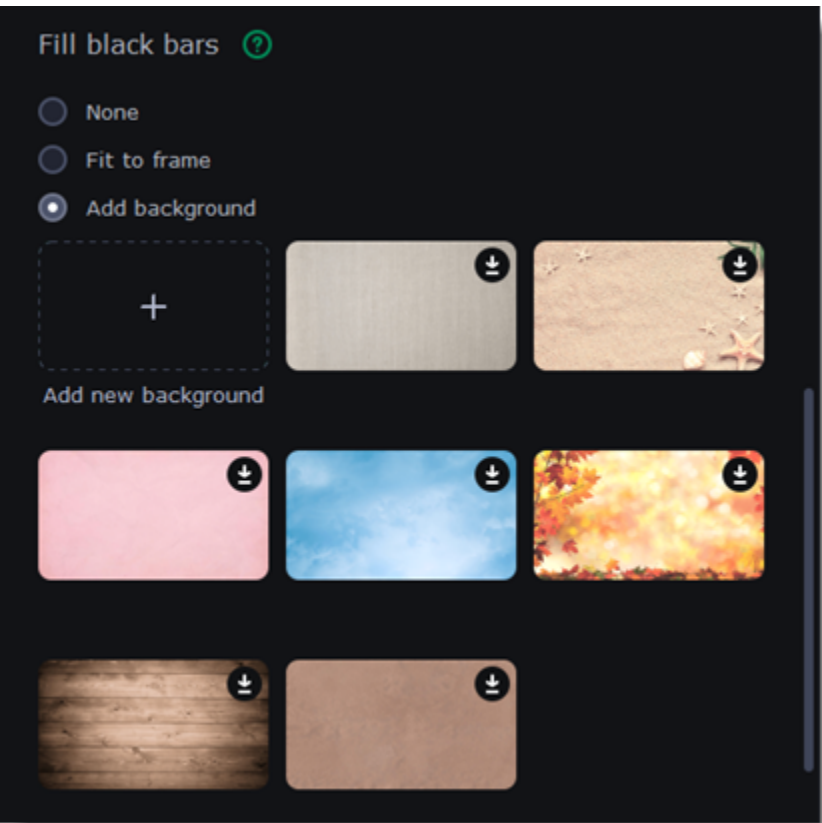 Fill black bars ?
None
Fit to frame
Add background
+
Add new background